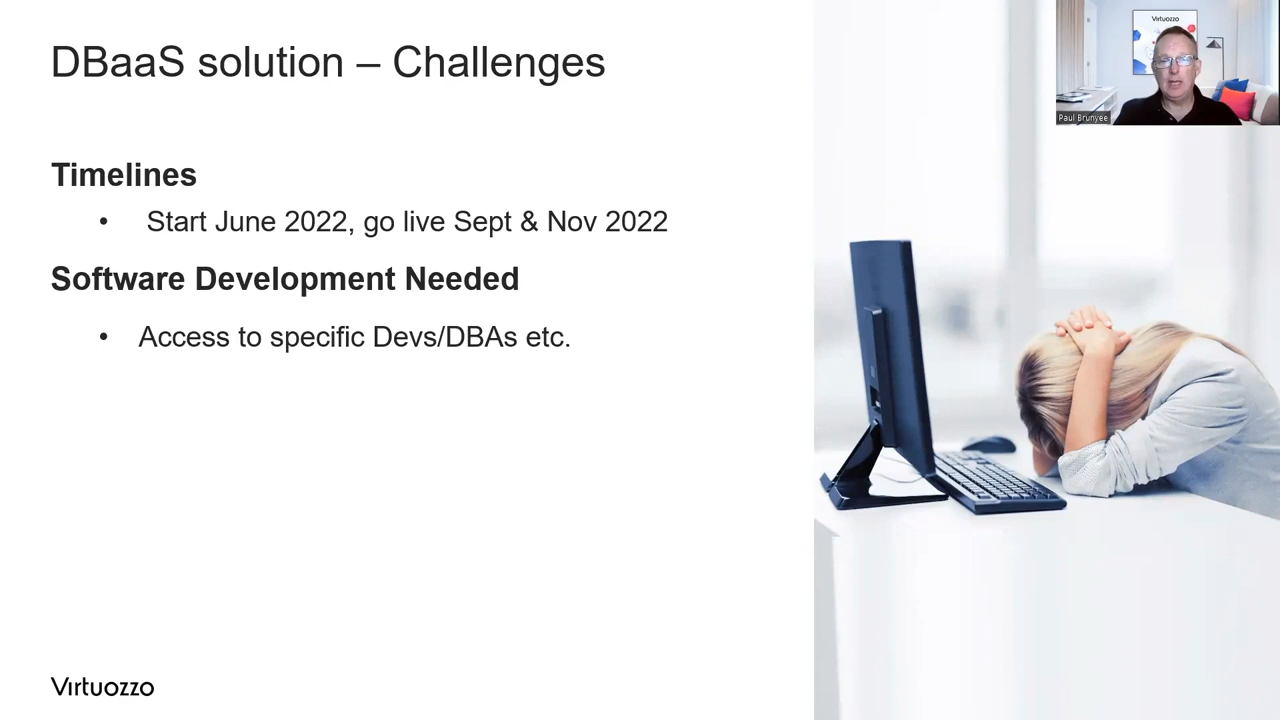 DBaaS solution – Challenges
Virtuozzo
Paul Brunyee
Timelines
• Start June 2022, go live Sept & Nov 2022
Software Development Needed
• Access to specific Devs/DBAs etc.
Virtuozzo